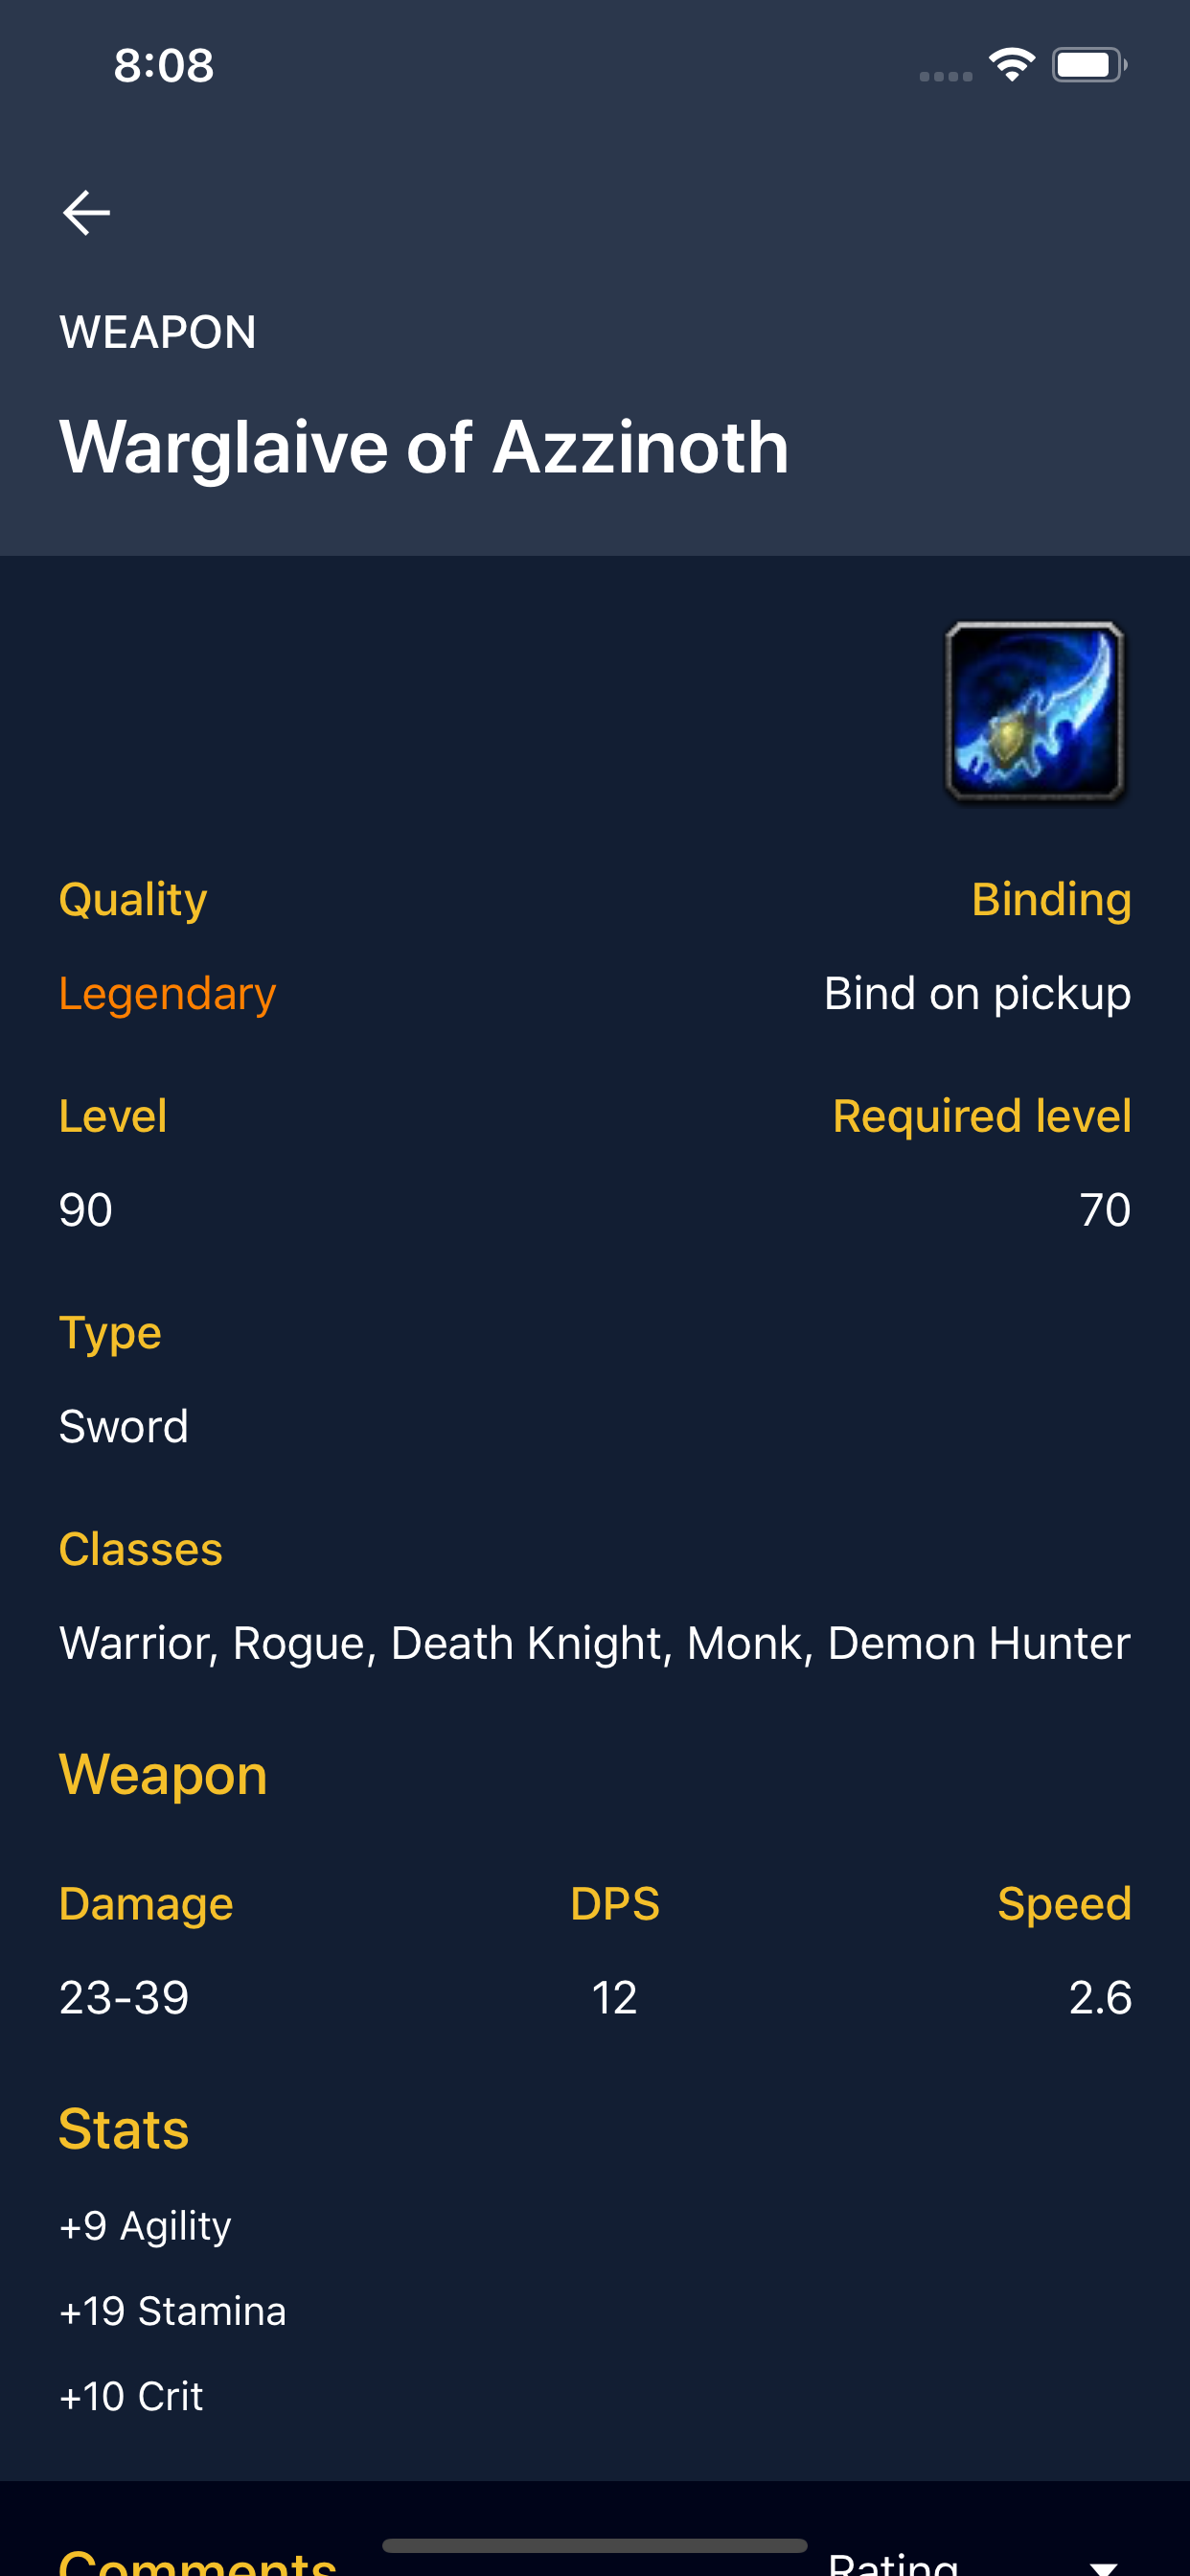 8:08
WEAPON
Warglaive of Azzinoth
Quality Binding
Legendary Bind on pickup
Level Required level
90 70
Type
Sword
Classes
Warrior, Rogue, Death Knight, Monk, Demon Hunter
Weapon
Damage DPS Speed
23-39 12 2.6
Stats
+9 Agility
+19 Stamina
+10 Crit
Comments Rating